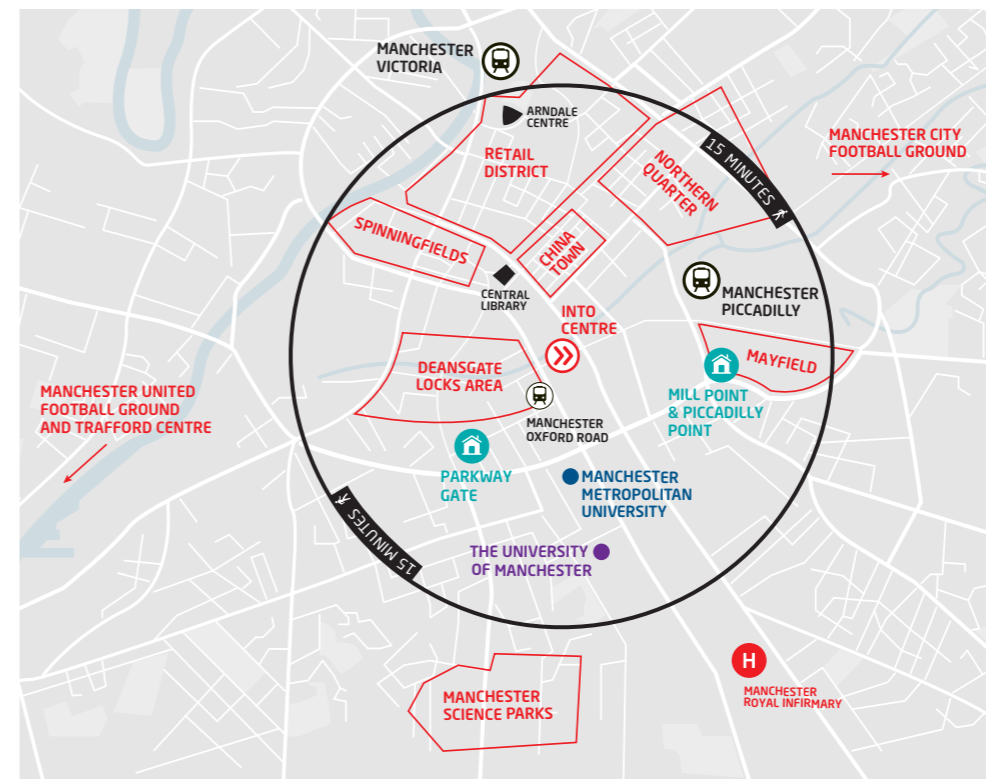 MANCHESTER
VICTORIA
ARNDALE
CENTRE
RETAIL
DISTRICT
NORTHERN
QUARTER
15 MINUTES
MANCHESTER CITY
FOOTBALL GROUND
SPINNINGFIELDS
CHINA
TOWN
CENTRAL
LIBRARY
MANCHESTER
PICCADILLY
INTO
CENTRE
MAYFIELD
DEANSGATE
LOCKS AREA
MANCHESTER UNITED
FOOTBALL GROUND
AND TRAFFORD CENTRE
MILL POINT
& PICCADILLY
POINT
MANCHESTER
OXFORD ROAD
PARKWAY
GATE
MANCHESTER
METROPOLITAN
UNIVERSITY
15 MINUTES
THE UNIVERSITY
OF MANCHESTER
H
MANCHESTER
ROYAL INFIRMARY
MANCHESTER
SCIENCE PARKS